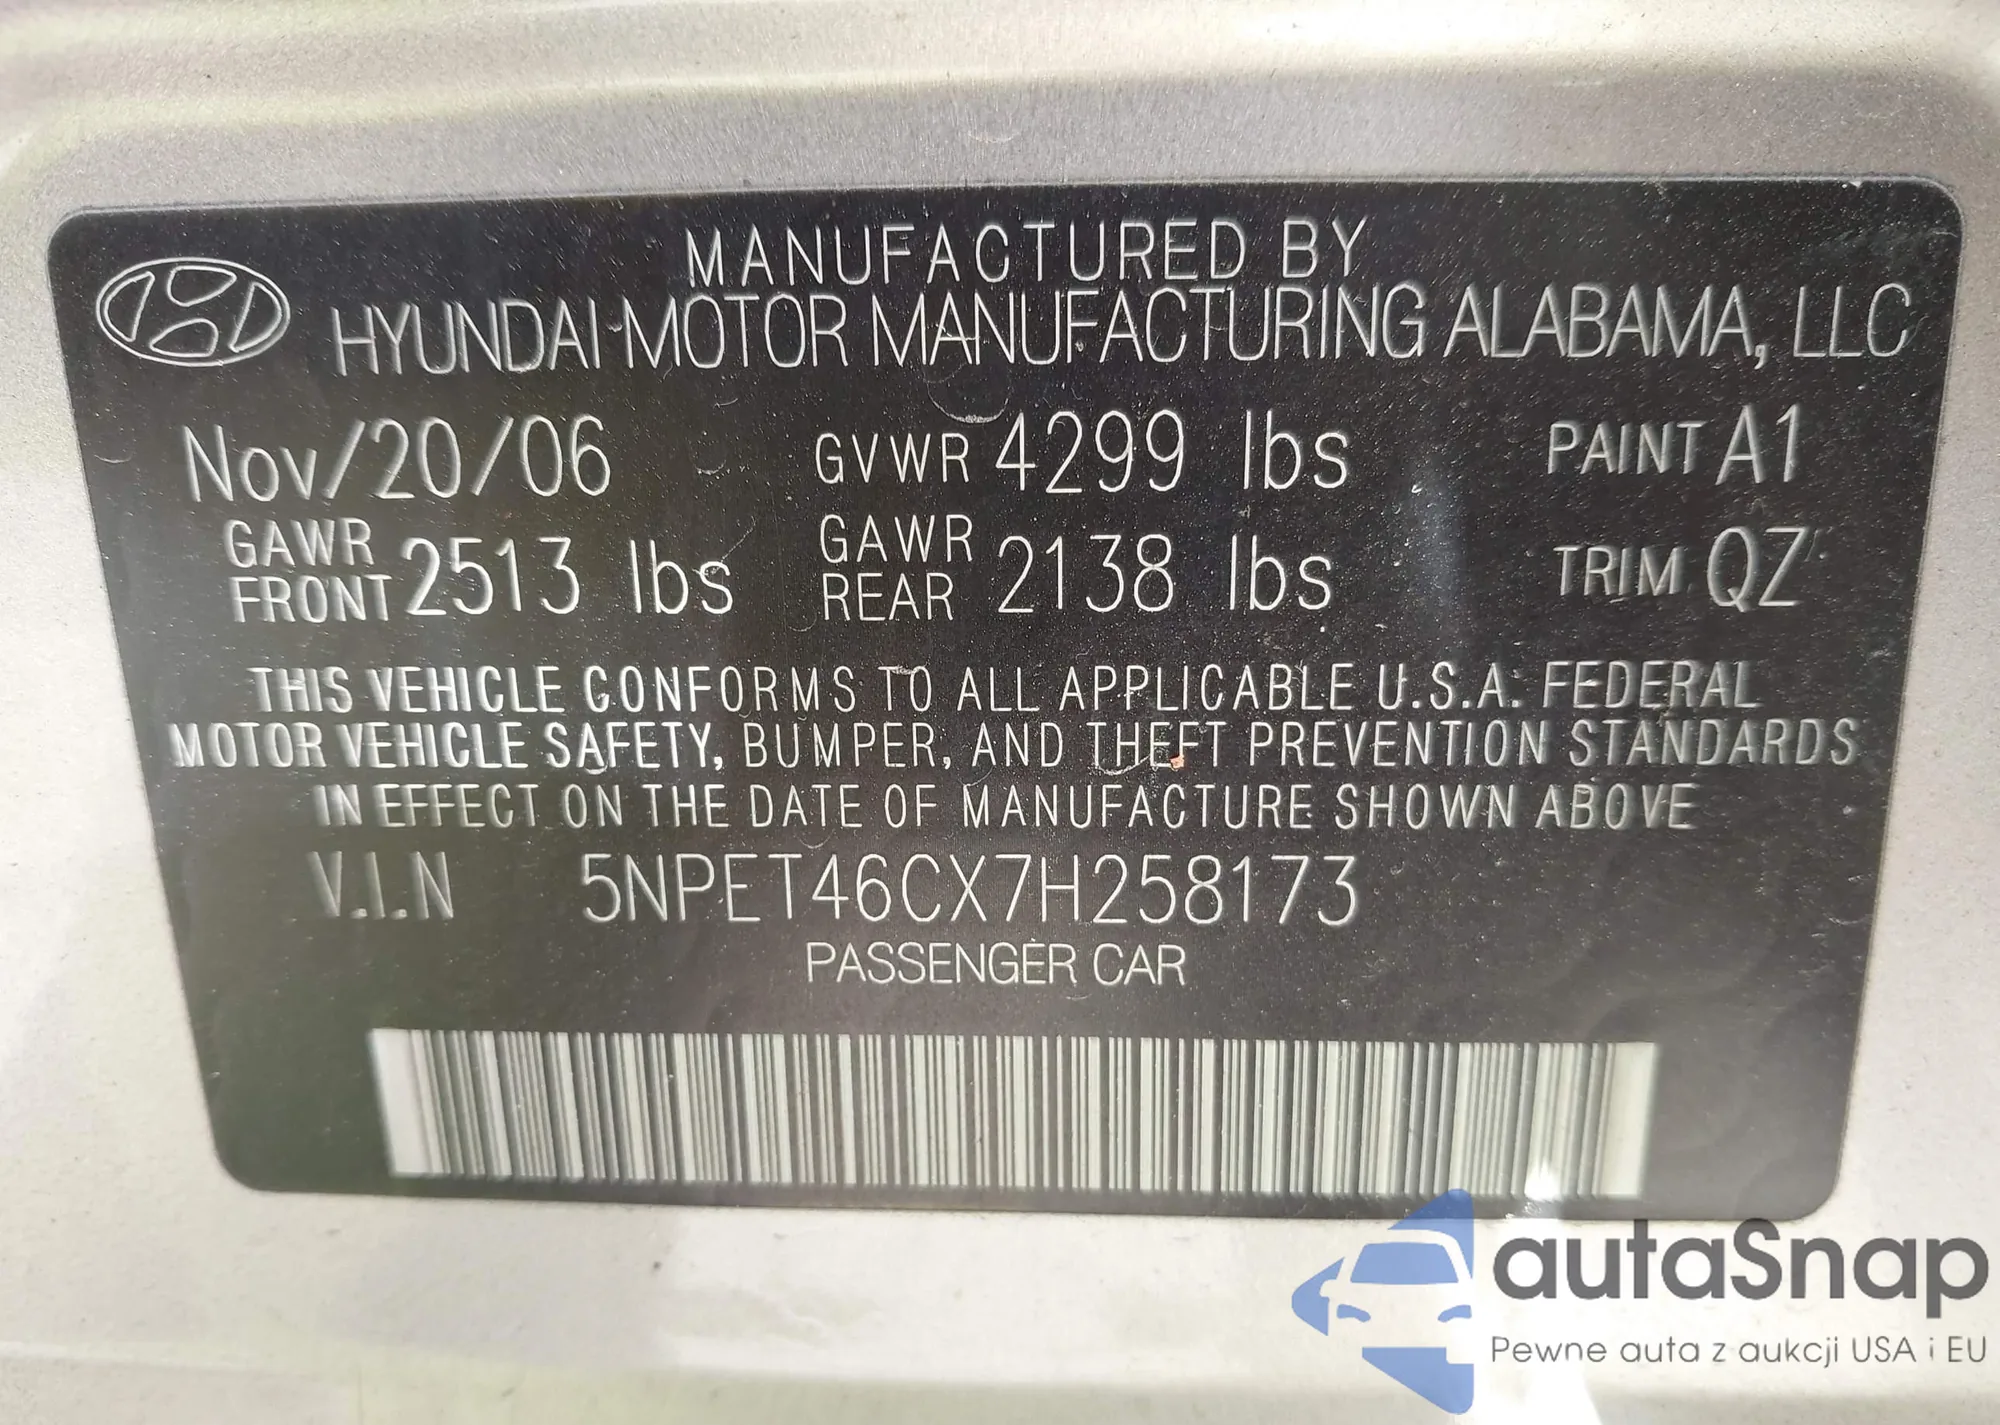 MANUFACTURED BY
HYUNDAI MOTOR MANUFACTURING ALABAMA, LLC
Nov/20/06 GVWR 4299 lbs PAINT A1
GAWR FRONT 2513 lbs GAWR REAR 2138 lbs TRIM QZ
THIS VEHICLE CONFORMS TO ALL APPLICABLE U.S.A. FEDERAL
MOTOR VEHICLE SAFETY, BUMPER, AND THEFT PREVENTION STANDARDS
IN EFFECT ON THE DATE OF MANUFACTURE SHOWN ABOVE
V.I.N 5NPET46CX7H258173
PASSENGER CAR
autaSnap
Pewne auta z aukcji USA i EU